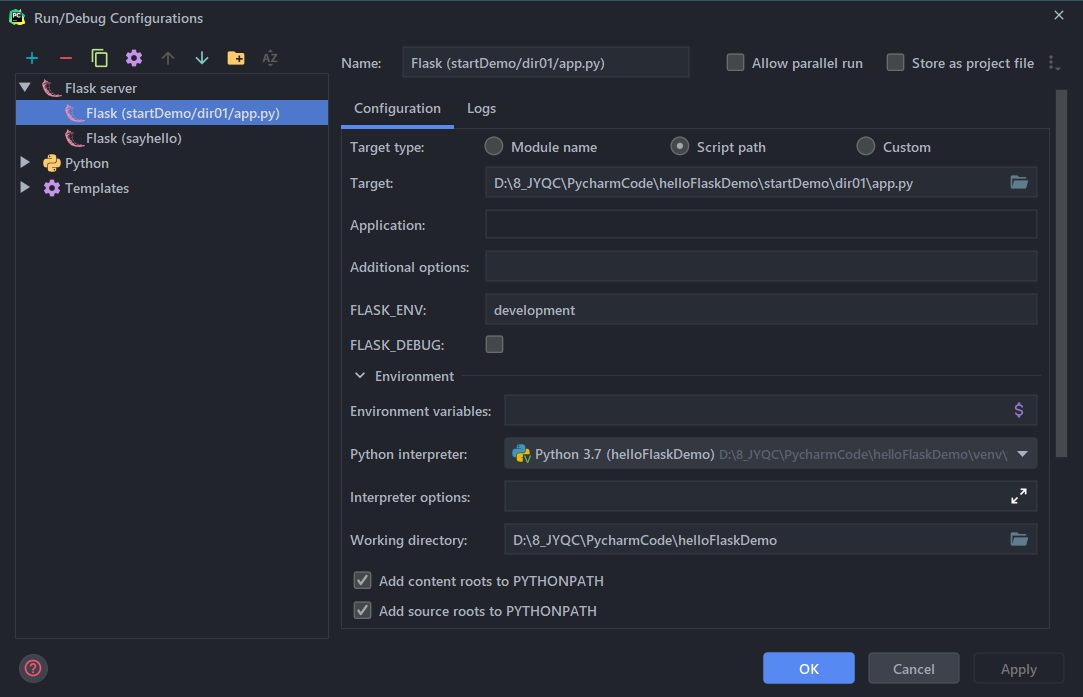 Run/Debug Configurations
Name: Flask (startDemo/dir01/app.py) Allow parallel run Store as project file
Flask server
Flask (startDemo/dir01/app.py)
Flask (sayhello)
Python
Templates
Configuration Logs
Target type: Module name Script path Custom
Target: D:\8_JYQC\PycharmCode\helloFlaskDemo\startDemo\dir01\app.py
Application:
Additional options:
FLASK_ENV: development
FLASK_DEBUG:
Environment
Environment variables: $
Python interpreter: Python 3.7 (helloFlaskDemo) D:\8_JYQC\PycharmCode\helloFlaskDemo\venv\
Interpreter options:
Working directory: D:\8_JYQC\PycharmCode\helloFlaskDemo
Add content roots to PYTHONPATH
Add source roots to PYTHONPATH
? OK Cancel Apply